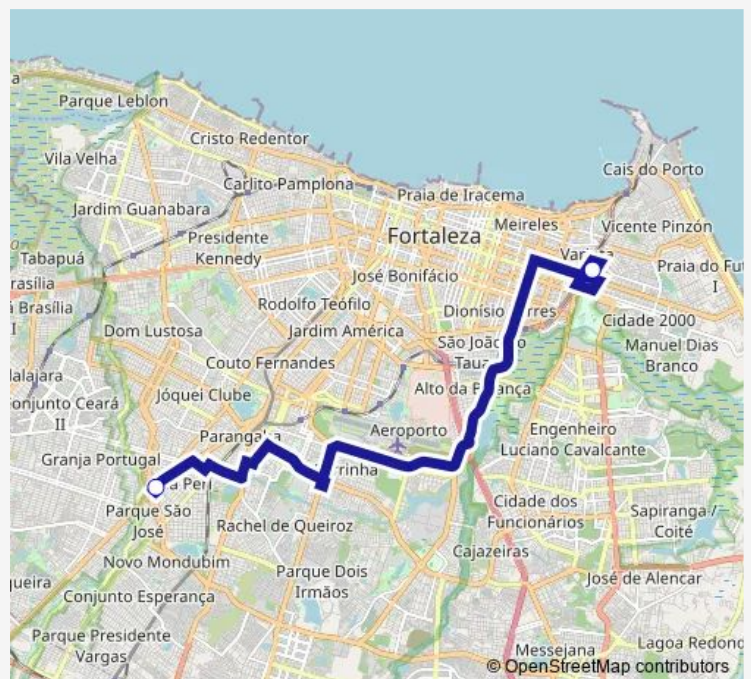 Parque Leblon
Cristo Redentor
Vila Velha
Carlito Pamplona
Cais do Porto
Praia de Iracema
Jardim Guanabara
Meireles
Vicente Pinzón
Presidente
Kennedy
Fortaleza
Tabapuá
José Bonifácio
Rodolfo Teófilo
Cidade 2000
Dom Lustosa
Jardim América
Manuel Dias
Branco
Couto Fernandes
Jóquei Clube
II
Aeroporto
Engenheiro
Luciano Cavalcante
Granja Portugal
Parque São
José
Cidade dos
Funcionários
Sapiranga /
Coité
Rachel de Queiroz
Cajazeiras
Novo Mondubim
Parque Dois
Irmãos
José de Alencar
Conjunto Esperança
Parque Presidente
Vargas
Messejana
© OpenStreetMap contributors